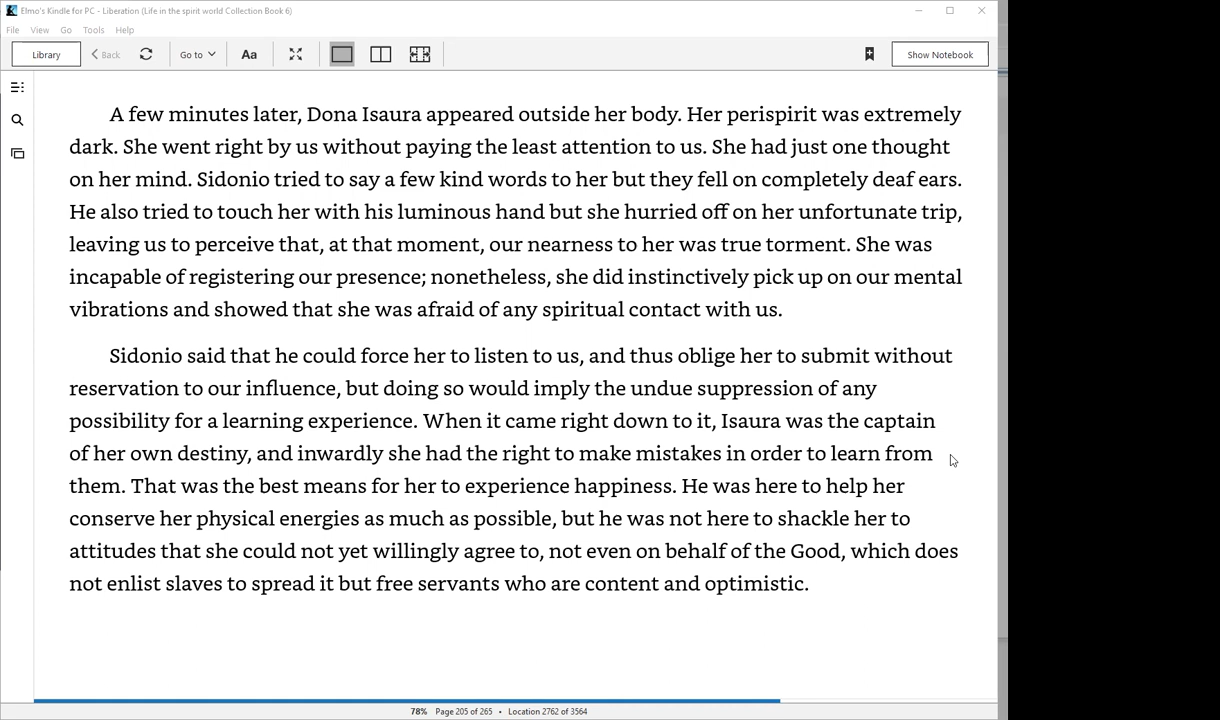 Elmo's Kindle for PC - Liberation (Life in the spirit world Collection Book 6)
File View Go Tools Help
Library Back Go to Aa Show Notebook
A few minutes later, Dona Isaura appeared outside her body. Her perispirit was extremely
dark. She went right by us without paying the least attention to us. She had just one thought
on her mind. Sidonio tried to say a few kind words to her but they fell on completely deaf ears.
He also tried to touch her with his luminous hand but she hurried off on her unfortunate trip,
leaving us to perceive that, at that moment, our nearness to her was true torment. She was
incapable of registering our presence; nonetheless, she did instinctively pick up on our mental
vibrations and showed that she was afraid of any spiritual contact with us.
Sidonio said that he could force her to listen to us, and thus oblige her to submit without
reservation to our influence, but doing so would imply the undue suppression of any
possibility for a learning experience. When it came right down to it, Isaura was the captain
of her own destiny, and inwardly she had the right to make mistakes in order to learn from
them. That was the best means for her to experience happiness. He was here to help her
conserve her physical energies as much as possible, but he was not here to shackle her to
attitudes that she could not yet willingly agree to, not even on behalf of the Good, which does
not enlist slaves to spread it but free servants who are content and optimistic.
78% Page 205 of 265 • Location 2762 of 3564